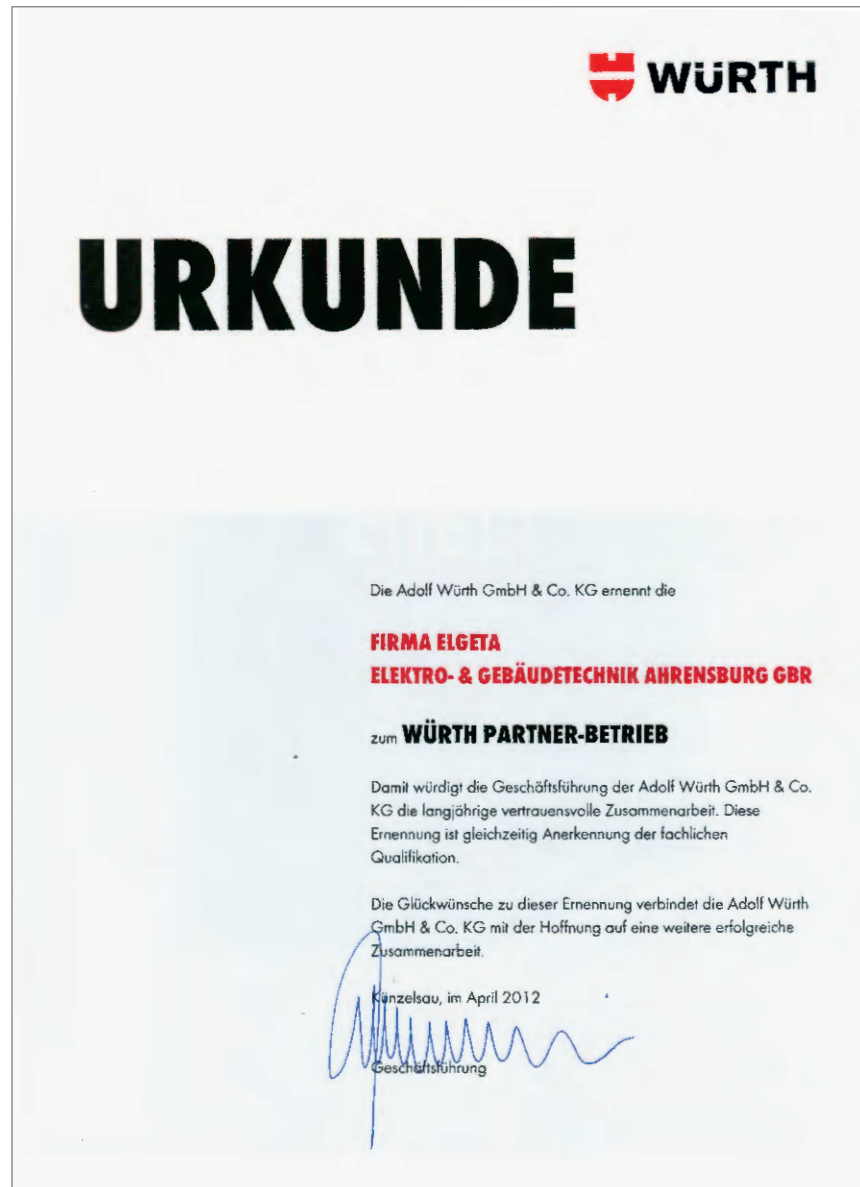 WÜRTH
URKUNDE
Die Adolf Würth GmbH & Co. KG ernennt die
FIRMA ELGETA
ELEKTRO- & GEBÄUDETECHNIK AHRENSBURG GBR
zum WÜRTH PARTNER-BETRIEB
Damit würdigt die Geschäftsführung der Adolf Würth GmbH & Co.
KG die langjährige vertrauensvolle Zusammenarbeit. Diese
Ernennung ist gleichzeitig Anerkennung der fachlichen
Qualifikation.
Die Glückwünsche zu dieser Ernennung verbindet die Adolf Würth
GmbH & Co. KG mit der Hoffnung auf eine weitere erfolgreiche
Zusammenarbeit.
Künzelsau, im April 2012
Geschäftsführung